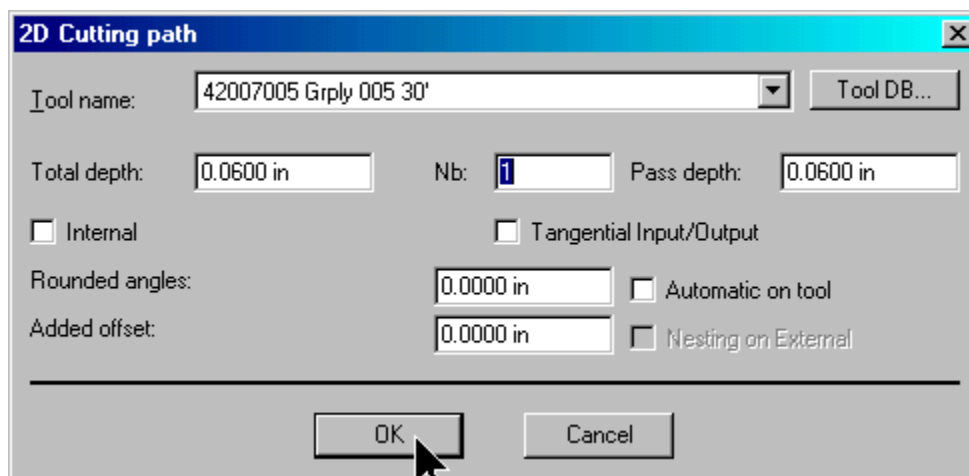 2D Cutting path
Tool name: 42007005 Grply 005 30' Tool DB...
Total depth: 0.0600 in Nb: 1 Pass depth: 0.0600 in
Internal Tangential Input/Output
Rounded angles: 0.0000 in Automatic on tool
Added offset: 0.0000 in Nesting on External
OK Cancel